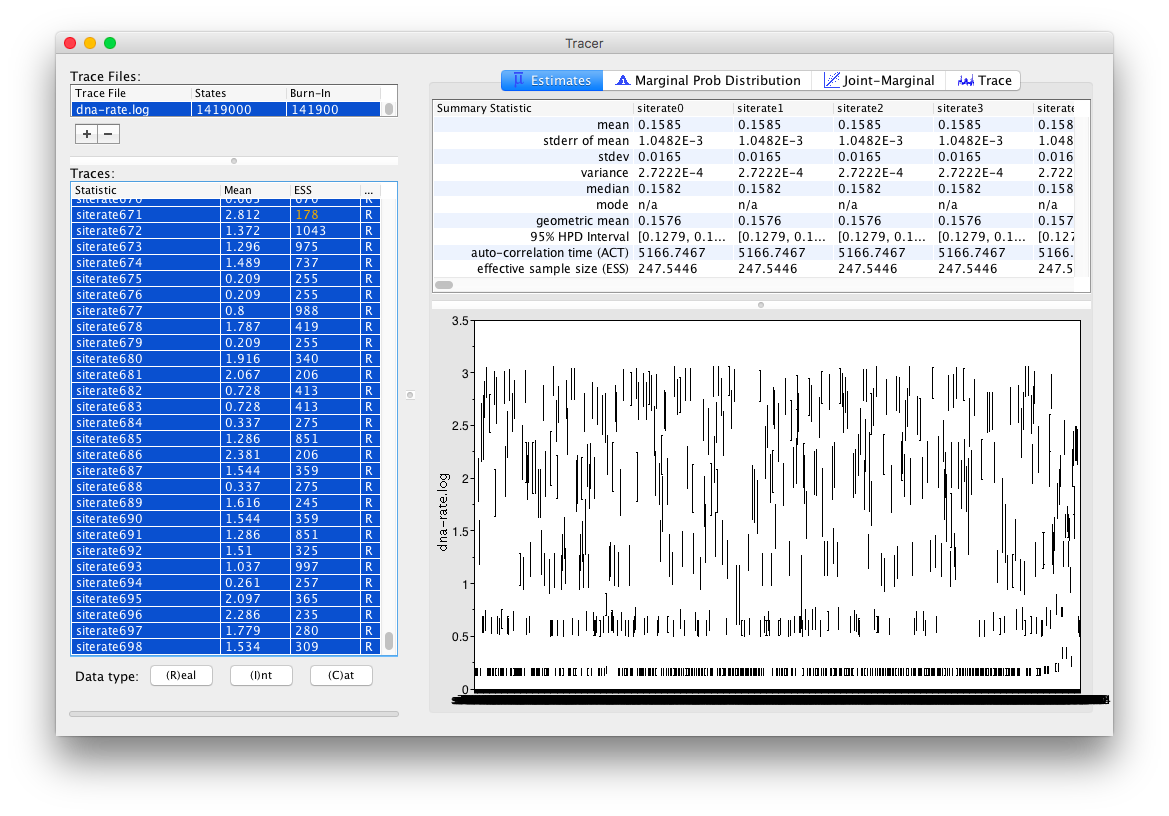 Tracer
Trace Files:
Trace File States Burn-In
dna-rate.log 1419000 141900
+ −
Traces:
Statistic Mean ESS ...
siterate671 2.812 178 R
siterate672 1.372 1043 R
siterate673 1.296 975 R
siterate674 1.489 737 R
siterate675 0.209 255 R
siterate676 0.209 255 R
siterate677 0.8 988 R
siterate678 1.787 419 R
siterate679 0.209 255 R
siterate680 1.916 340 R
siterate681 2.067 206 R
siterate682 0.728 413 R
siterate683 0.728 413 R
siterate684 0.337 275 R
siterate685 1.286 851 R
siterate686 2.381 206 R
siterate687 1.544 359 R
siterate688 0.337 275 R
siterate689 1.616 245 R
siterate690 1.544 359 R
siterate691 1.286 851 R
siterate692 1.51 325 R
siterate693 1.037 997 R
siterate694 0.261 257 R
siterate695 2.097 365 R
siterate696 2.286 235 R
siterate697 1.779 280 R
siterate698 1.534 309 R
Data type: (R)eal (I)nt (C)at
Estimates Marginal Prob Distribution Joint-Marginal Trace
Summary Statistic siterate0 siterate1 siterate2 siterate3 siterate
mean 0.1585 0.1585 0.1585 0.1585 0.158
stderr of mean 1.0482E-3 1.0482E-3 1.0482E-3 1.0482E-3 1.048
stdev 0.0165 0.0165 0.0165 0.0165 0.016
variance 2.7222E-4 2.7222E-4 2.7222E-4 2.7222E-4 2.722
median 0.1582 0.1582 0.1582 0.1582 0.158
mode n/a n/a n/a n/a n/a
geometric mean 0.1576 0.1576 0.1576 0.1576 0.157
95% HPD Interval [0.1279, 0.1... [0.1279, 0.1... [0.1279, 0.1... [0.1279, 0.1... [0.127
auto-correlation time (ACT) 5166.7467 5166.7467 5166.7467 5166.7467 5166.
effective sample size (ESS) 247.5446 247.5446 247.5446 247.5446 247.5
3.5
3
2.5
2
1.5
1
0.5
0
dna-rate.log